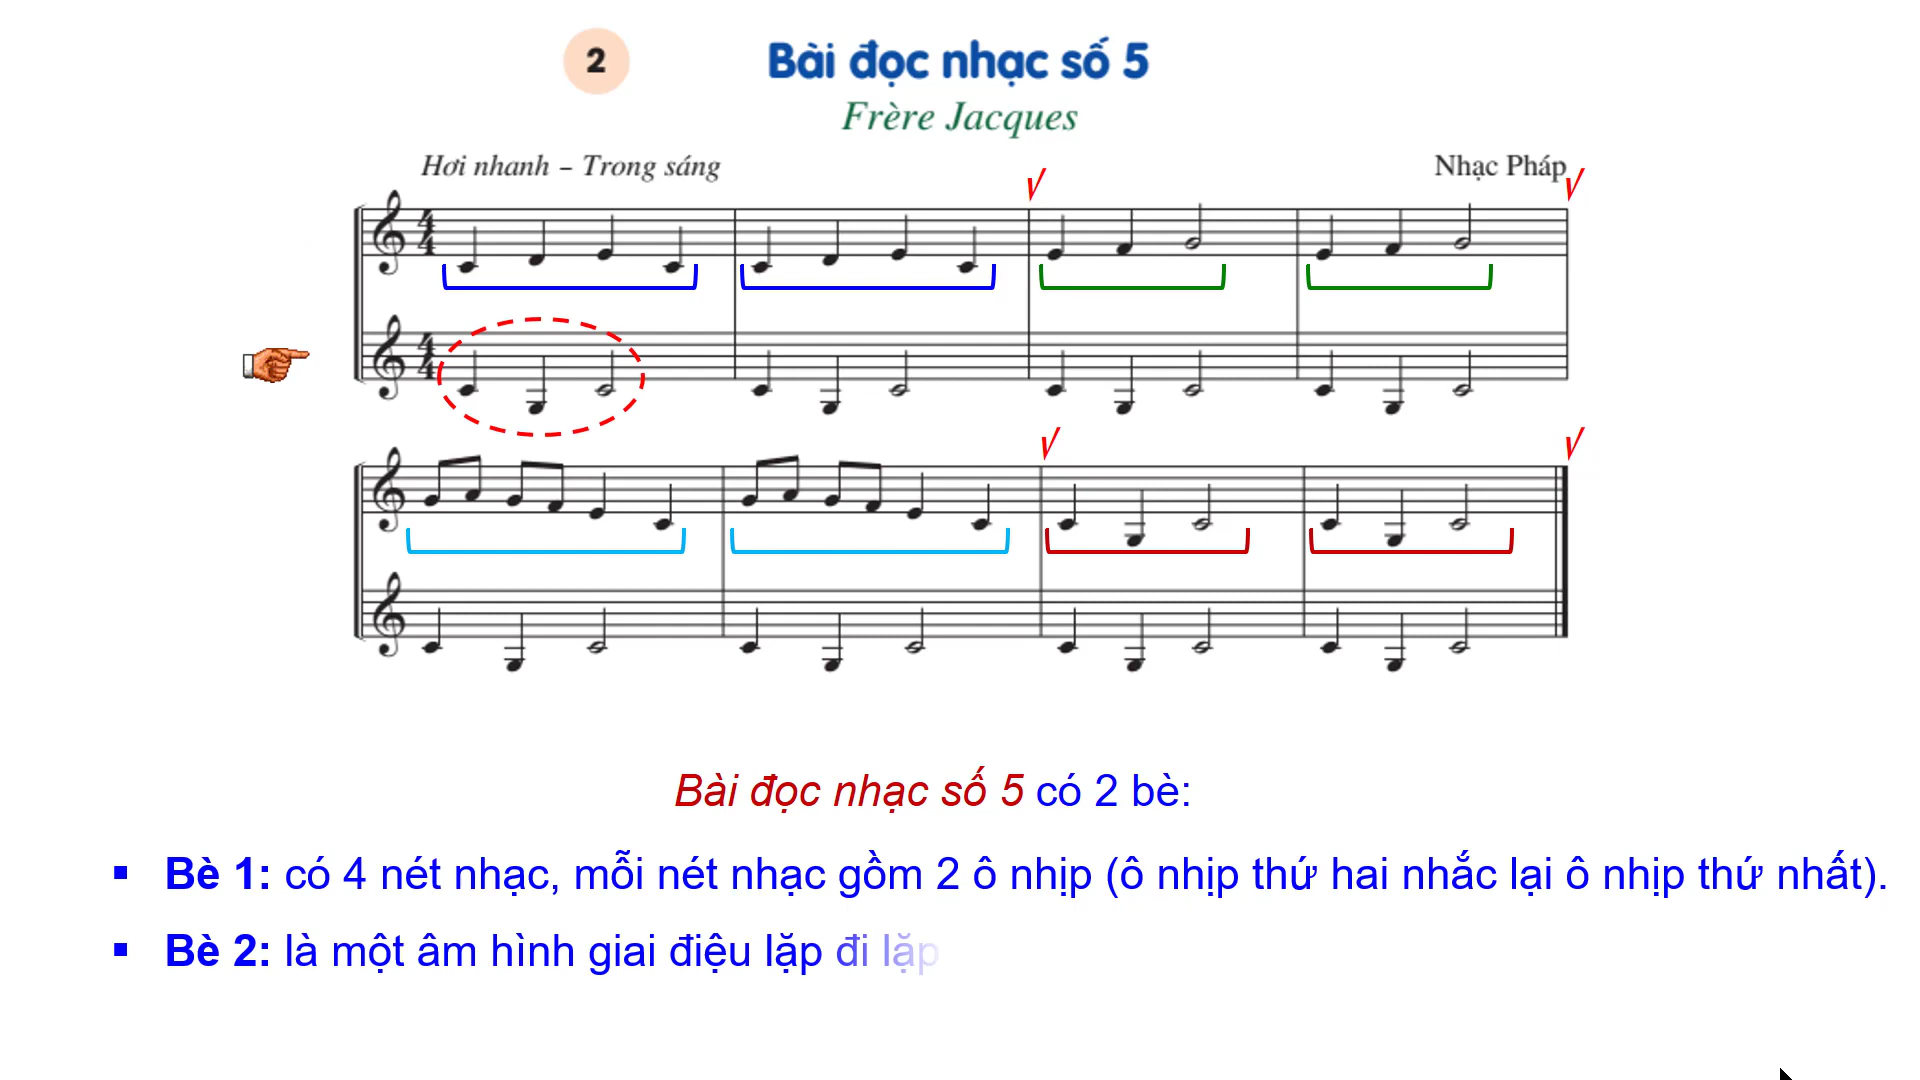 2
Bài đọc nhạc số 5
Frère Jacques
Hơi nhanh – Trong sáng
Nhạc Pháp
Bài đọc nhạc số 5 có 2 bè:
▪ Bè 1: có 4 nét nhạc, mỗi nét nhạc gồm 2 ô nhịp (ô nhịp thứ hai nhắc lại ô nhịp thứ nhất).
▪ Bè 2: là một âm hình giai điệu lặp đi lặp